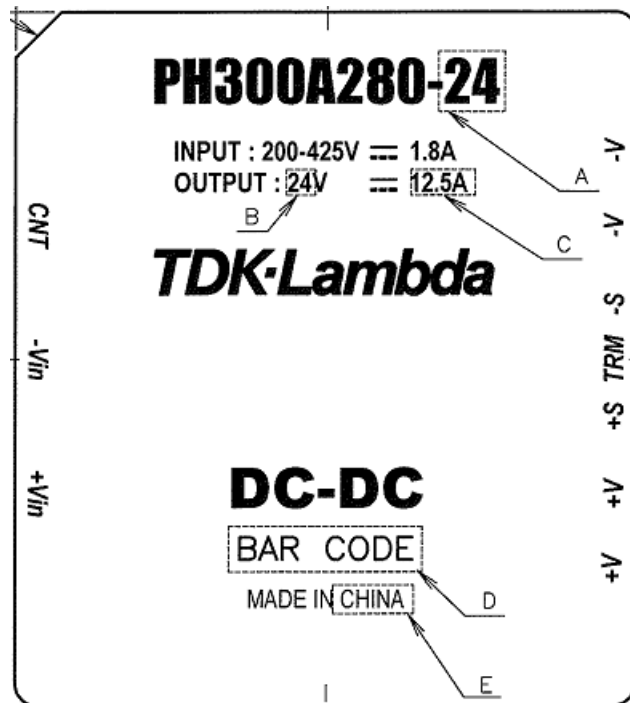 PH300A280-24
INPUT : 200-425V ⎓ 1.8A
OUTPUT : 24V ⎓ 12.5A
A
B
C
TDK·Lambda
CNT
-Vin
+Vin
-V
-V
-S
TRM
+S
+V
+V
DC-DC
BAR CODE
MADE IN CHINA
D
E